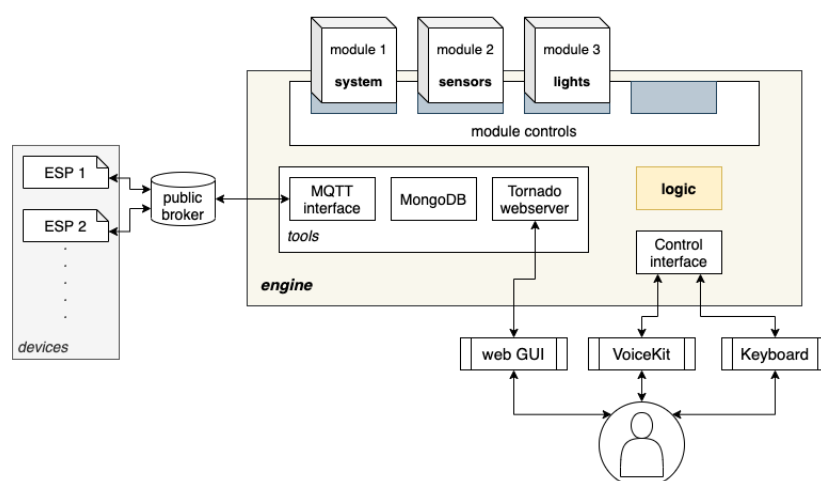 module 1
system
module 2
sensors
module 3
lights
module controls
ESP 1
ESP 2
devices
public
broker
MQTT
interface
MongoDB
Tornado
webserver
tools
logic
Control
interface
engine
web GUI
VoiceKit
Keyboard